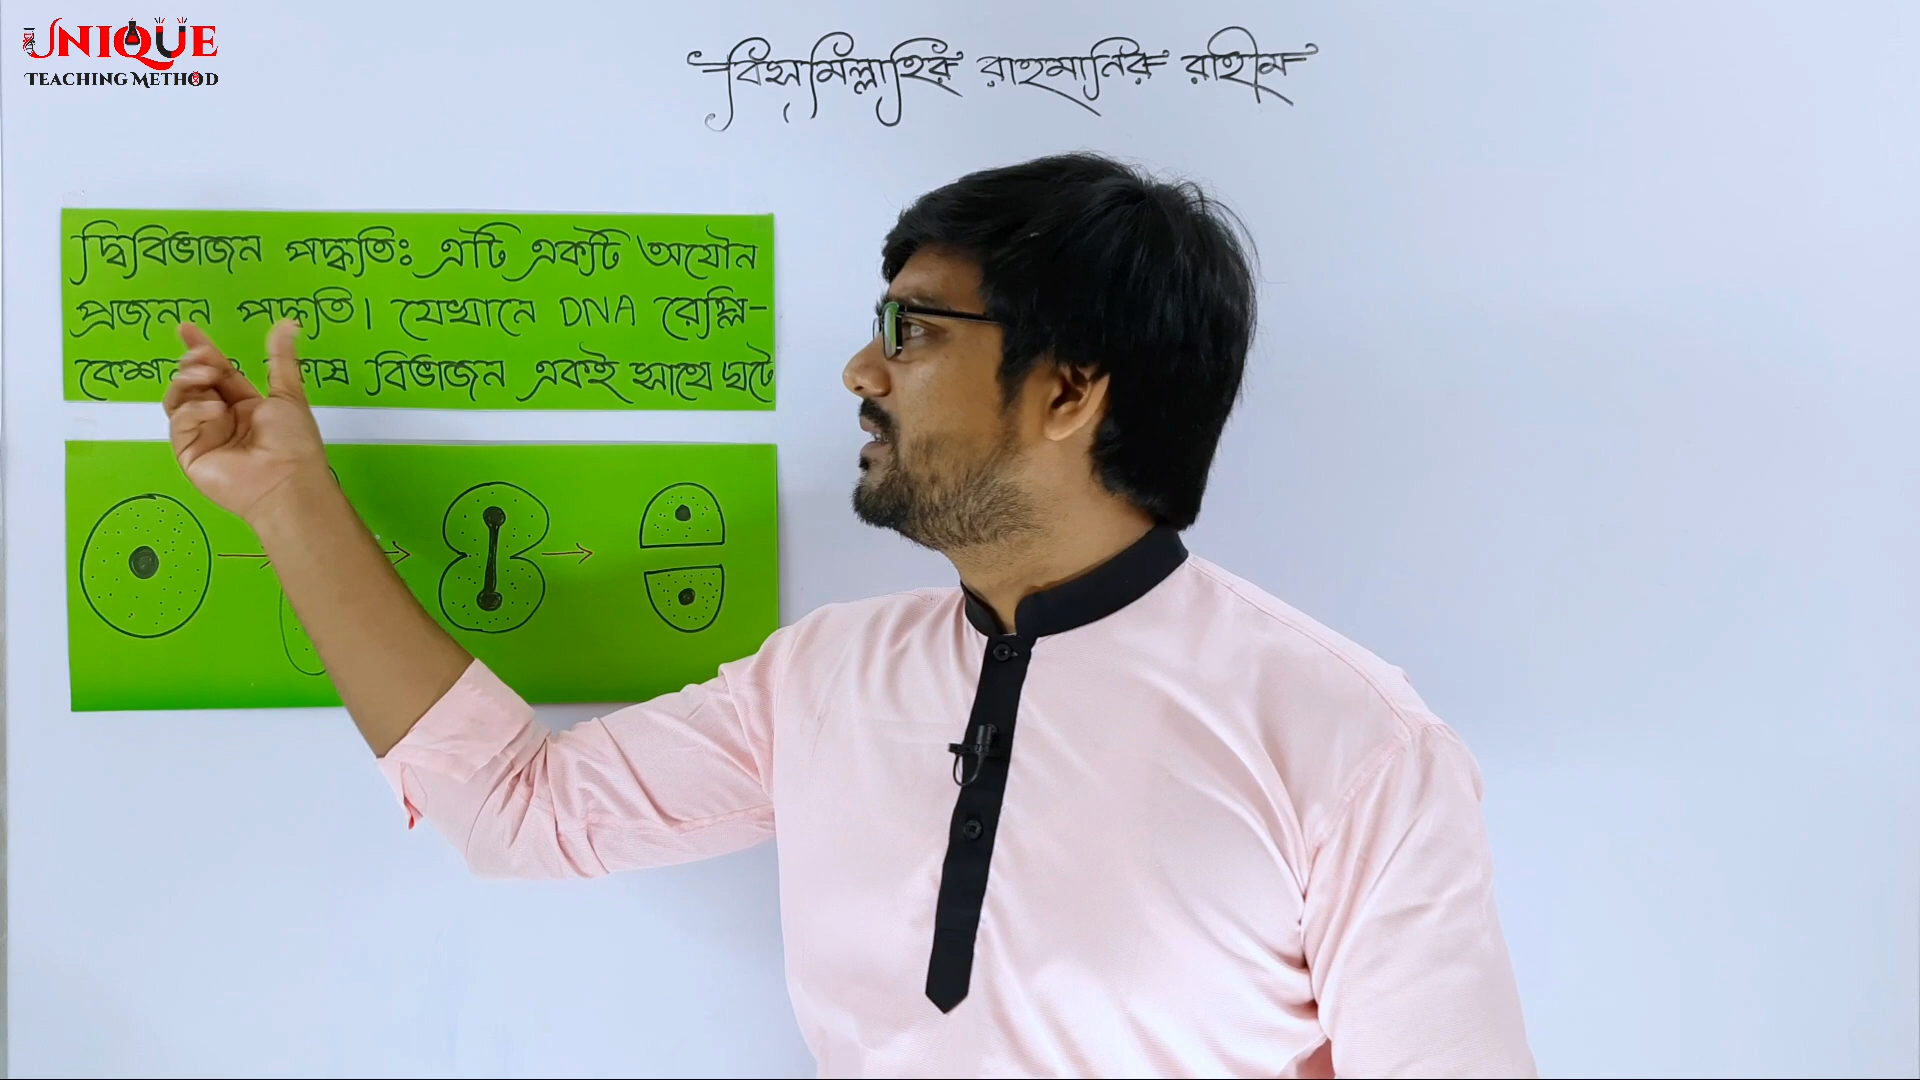 UNIQUE
TEACHING METHOD
বিসমিল্লাহির রাহমানির রাহীম
দ্বিবিভাজন পদ্ধতিঃ এটি একটি অযৌন
প্রজনন পদ্ধতি। যেখানে DNA রেপ্লি-
বিভাজন একই সাথে ঘটে